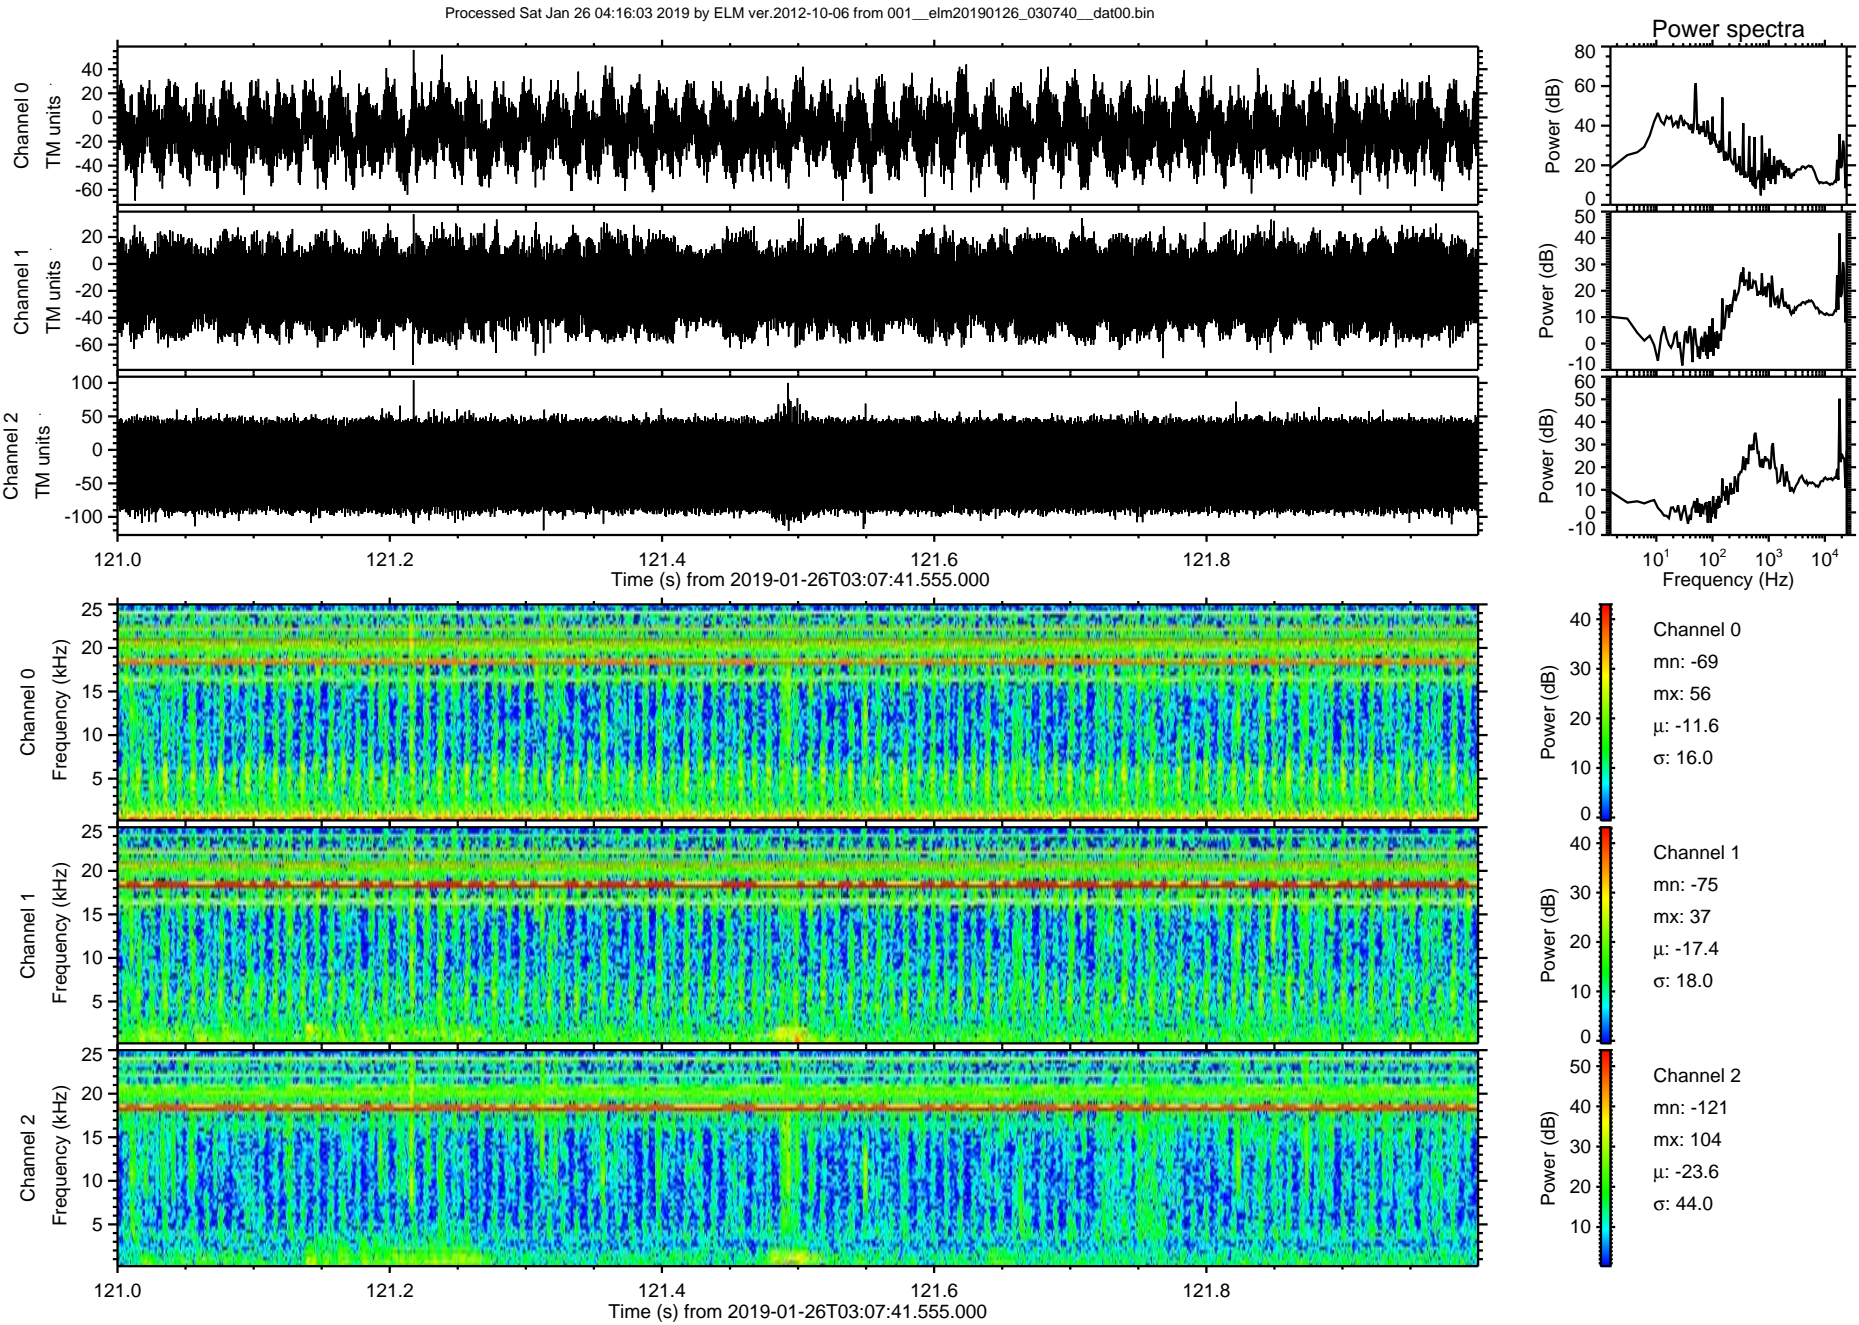 Processed Sat Jan 26 04:16:03 2019 by ELM ver.2012-10-06 from 001__elm20190126_030740__dat00.bin
Power spectra
Channel 0
TM units
40
20
0
-20
-40
-60
Power (dB)
80
60
40
20
0
Channel 1
TM units
20
0
-20
-40
-60
Power (dB)
50
40
30
20
10
0
-10
Channel 2
TM units
100
50
0
-50
-100
Power (dB)
60
50
40
30
20
10
0
-10
121.0 121.2 121.4 121.6 121.8
Time (s) from 2019-01-26T03:07:41.555.000
10^1 10^2 10^3 10^4
Frequency (Hz)
Channel 0
Frequency (kHz)
25
20
15
10
5
Power (dB)
40
30
20
10
0
Channel 0
mn: -69
mx: 56
μ: -11.6
σ: 16.0
Channel 1
Frequency (kHz)
25
20
15
10
5
Power (dB)
40
30
20
10
0
Channel 1
mn: -75
mx: 37
μ: -17.4
σ: 18.0
Channel 2
Frequency (kHz)
25
20
15
10
5
Power (dB)
50
40
30
20
10
Channel 2
mn: -121
mx: 104
μ: -23.6
σ: 44.0
121.0 121.2 121.4 121.6 121.8
Time (s) from 2019-01-26T03:07:41.555.000